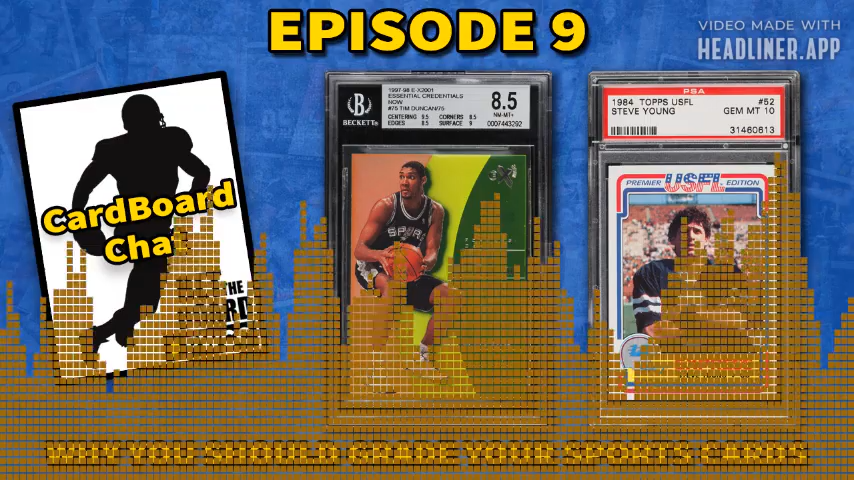 EPISODE 9
VIDEO MADE WITH
HEADLINER.APP
CardBoard
Cha
THE
BECKETT
1997-98 E-X2001
ESSENTIAL CREDENTIALS
NOW
#75 TIM DUNCAN/75
CENTERING 9.5 CORNERS 8.5
EDGES 8.5 SURFACE 9
8.5
NM-MT+
0007443292
SPURS
PSA
1984 TOPPS USFL #52
STEVE YOUNG GEM MT 10
31460613
PREMIER USFL EDITION
WHY YOU SHOULD GRADE YOUR SPORTS CARDS